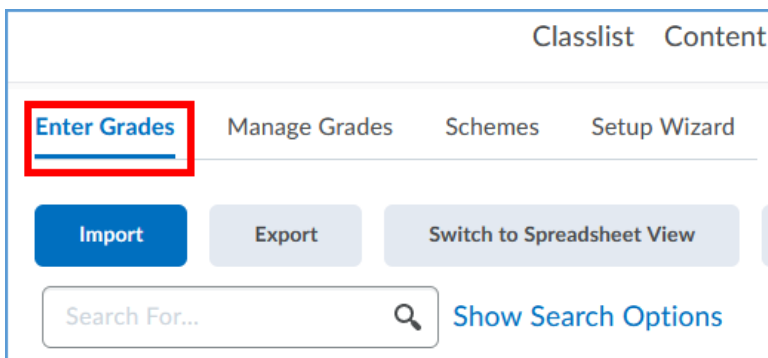 Classlist Content
Enter Grades Manage Grades Schemes Setup Wizard
Import Export Switch to Spreadsheet View
Search For... Show Search Options